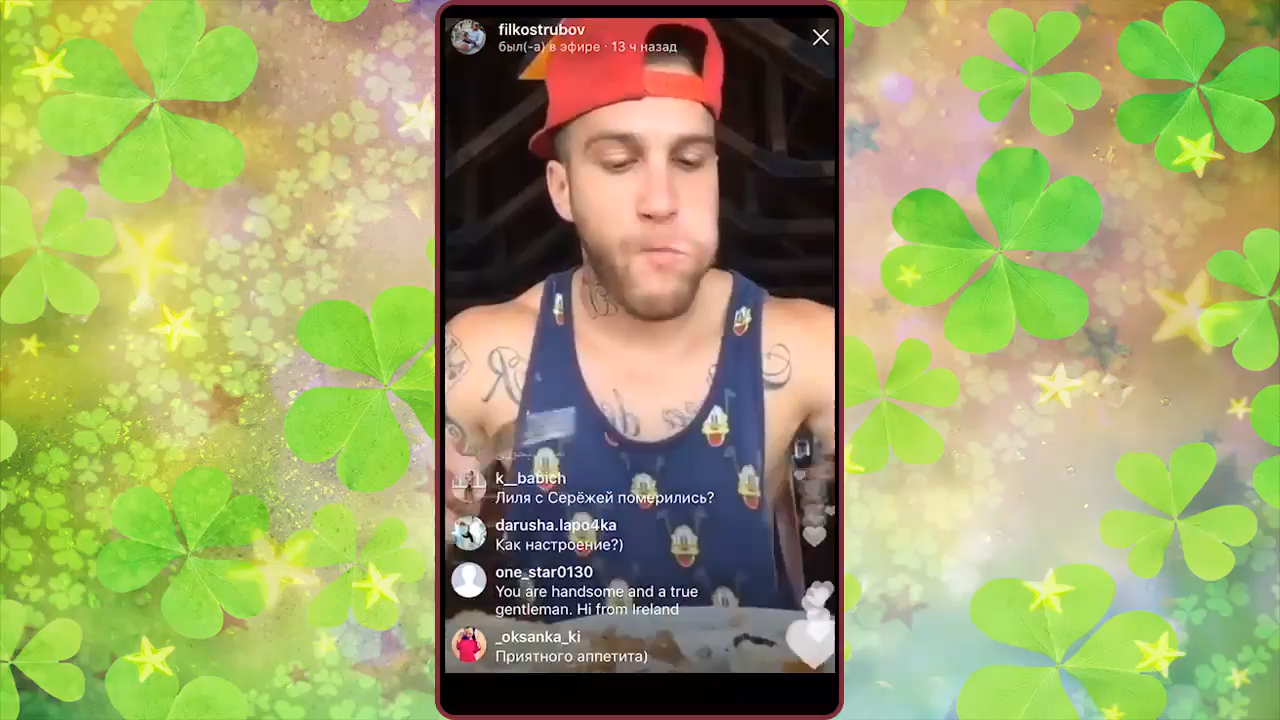 filkostrubov
был(-а) в эфире · 13 ч назад
k__babich
Лиля с Серёжей померились?
darusha.lapo4ka
Как настроение?)
one_star0130
You are handsome and a true
gentleman. Hi from Ireland
_oksanka_ki
Приятного аппетита)